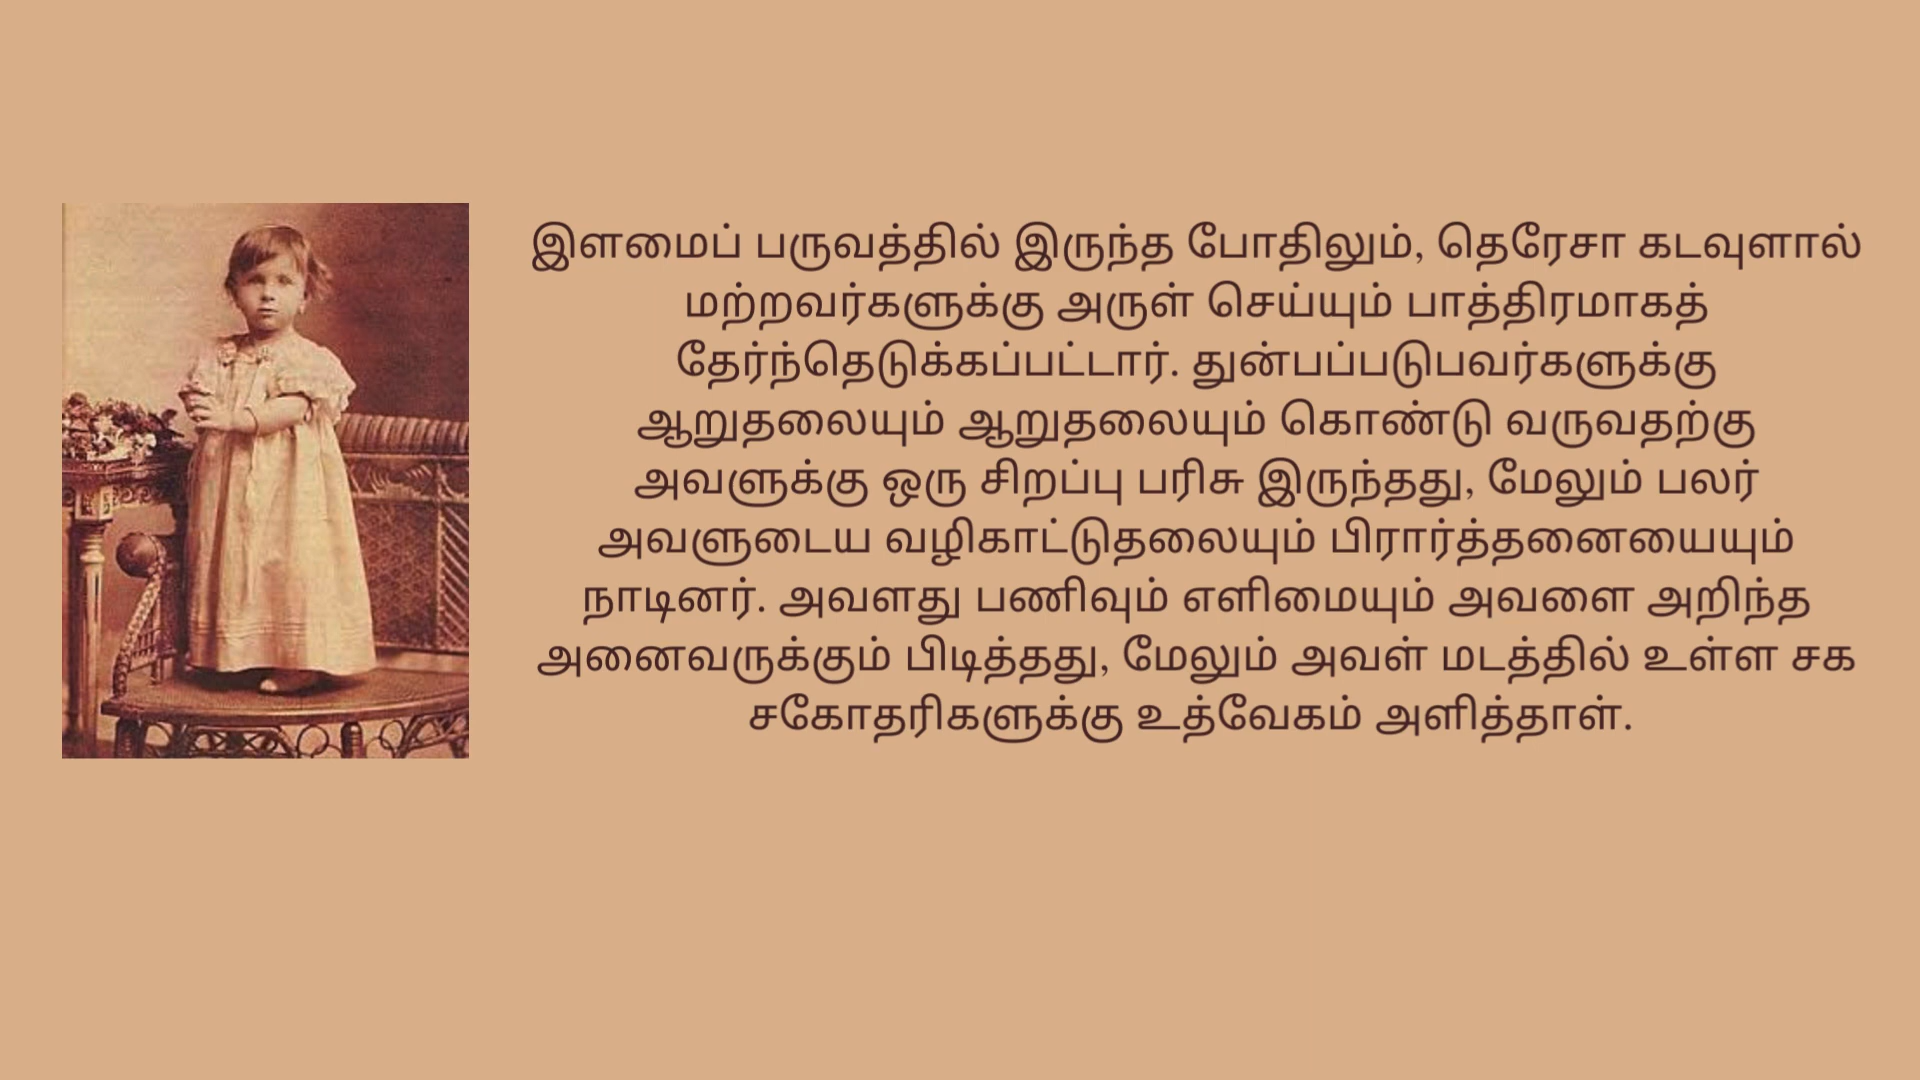 இளமைப் பருவத்தில் இருந்த போதிலும், தெரேசா கடவுளால்
மற்றவர்களுக்கு அருள் செய்யும் பாத்திரமாகத்
தேர்ந்தெடுக்கப்பட்டார். துன்பப்படுபவர்களுக்கு
ஆறுதலையும் ஆறுதலையும் கொண்டு வருவதற்கு
அவளுக்கு ஒரு சிறப்பு பரிசு இருந்தது, மேலும் பலர்
அவளுடைய வழிகாட்டுதலையும் பிரார்த்தனையையும்
நாடினர். அவளது பணிவும் எளிமையும் அவளை அறிந்த
அனைவருக்கும் பிடித்தது, மேலும் அவள் மடத்தில் உள்ள சக
சகோதரிகளுக்கு உத்வேகம் அளித்தாள்.